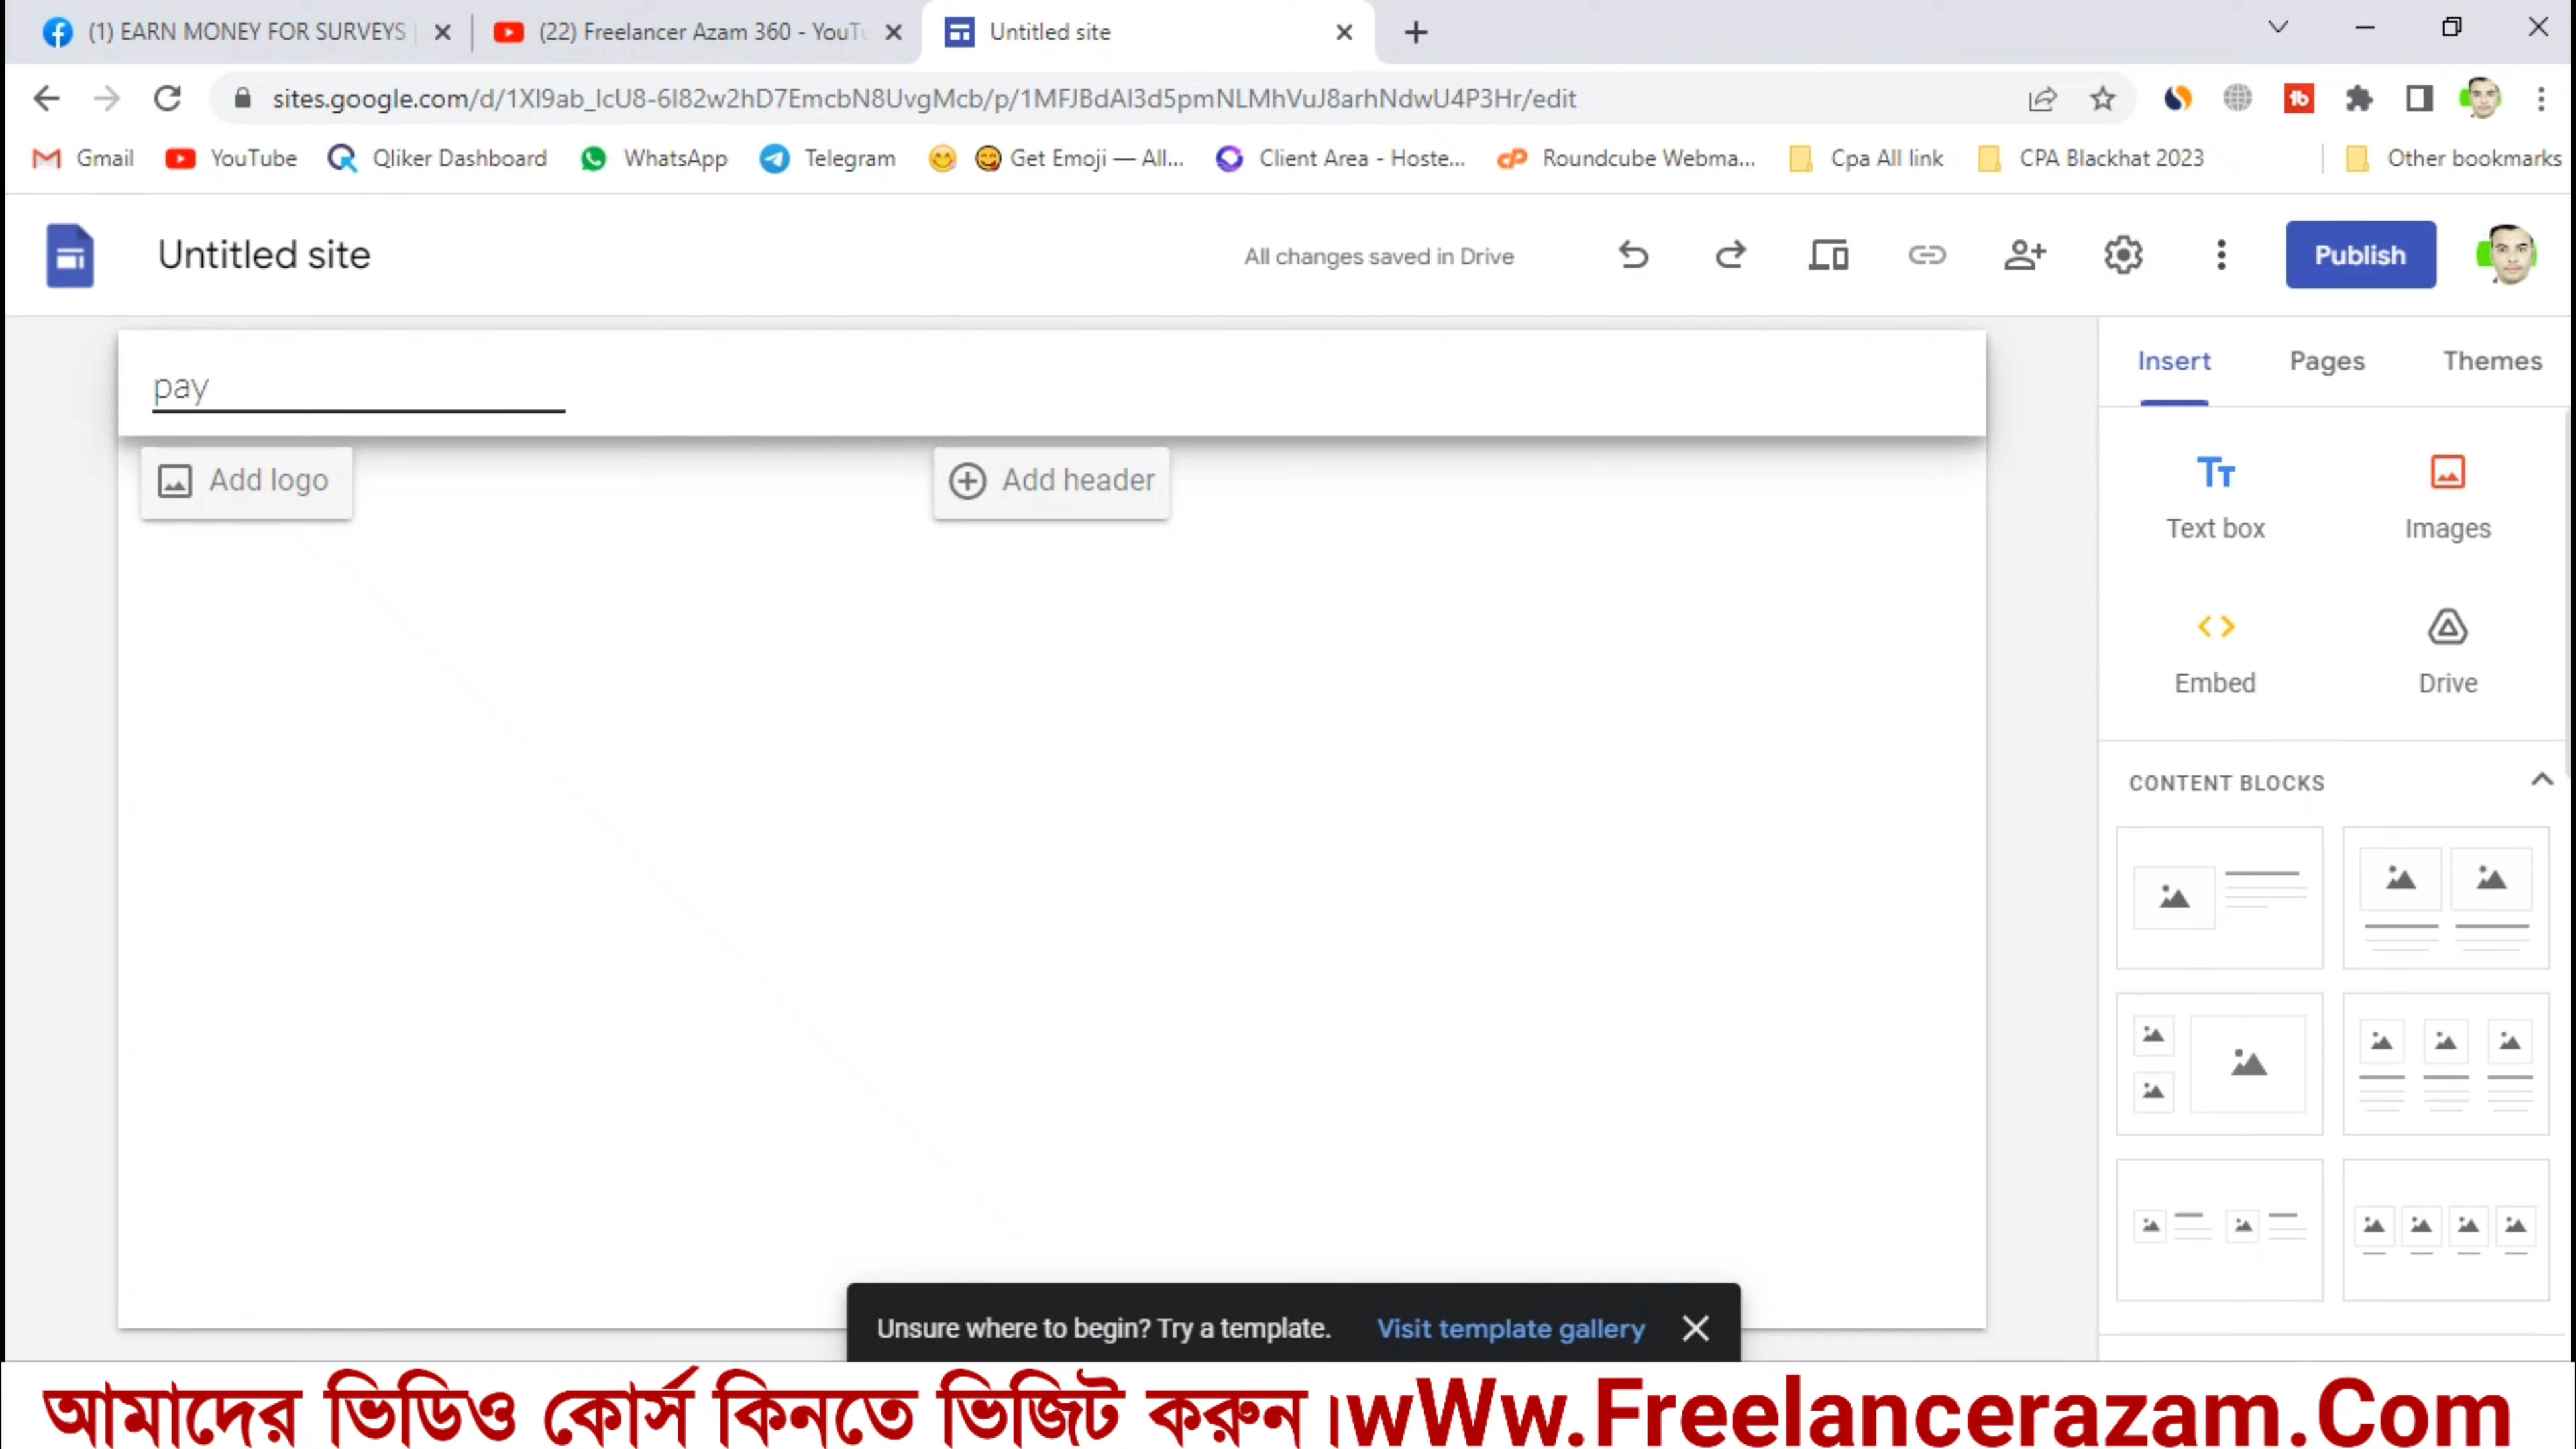 (1) EARN MONEY FOR SURVEYS
(22) Freelancer Azam 360 - YouTu
Untitled site
sites.google.com/d/1XI9ab_IcU8-6I82w2hD7EmcbN8UvgMcb/p/1MFJBdAI3d5pmNLMhVuJ8arhNdwU4P3Hr/edit
Gmail YouTube Qliker Dashboard WhatsApp Telegram Get Emoji — All... Client Area - Hoste... Roundcube Webma... Cpa All link CPA Blackhat 2023 Other bookmarks
Untitled site All changes saved in Drive Publish
Insert Pages Themes
pay
Add logo Add header
Text box Images
Embed Drive
CONTENT BLOCKS
Unsure where to begin? Try a template. Visit template gallery
আমাদের ভিডিও কোর্স কিনতে ভিজিট করুন।wWw.Freelancerazam.Com